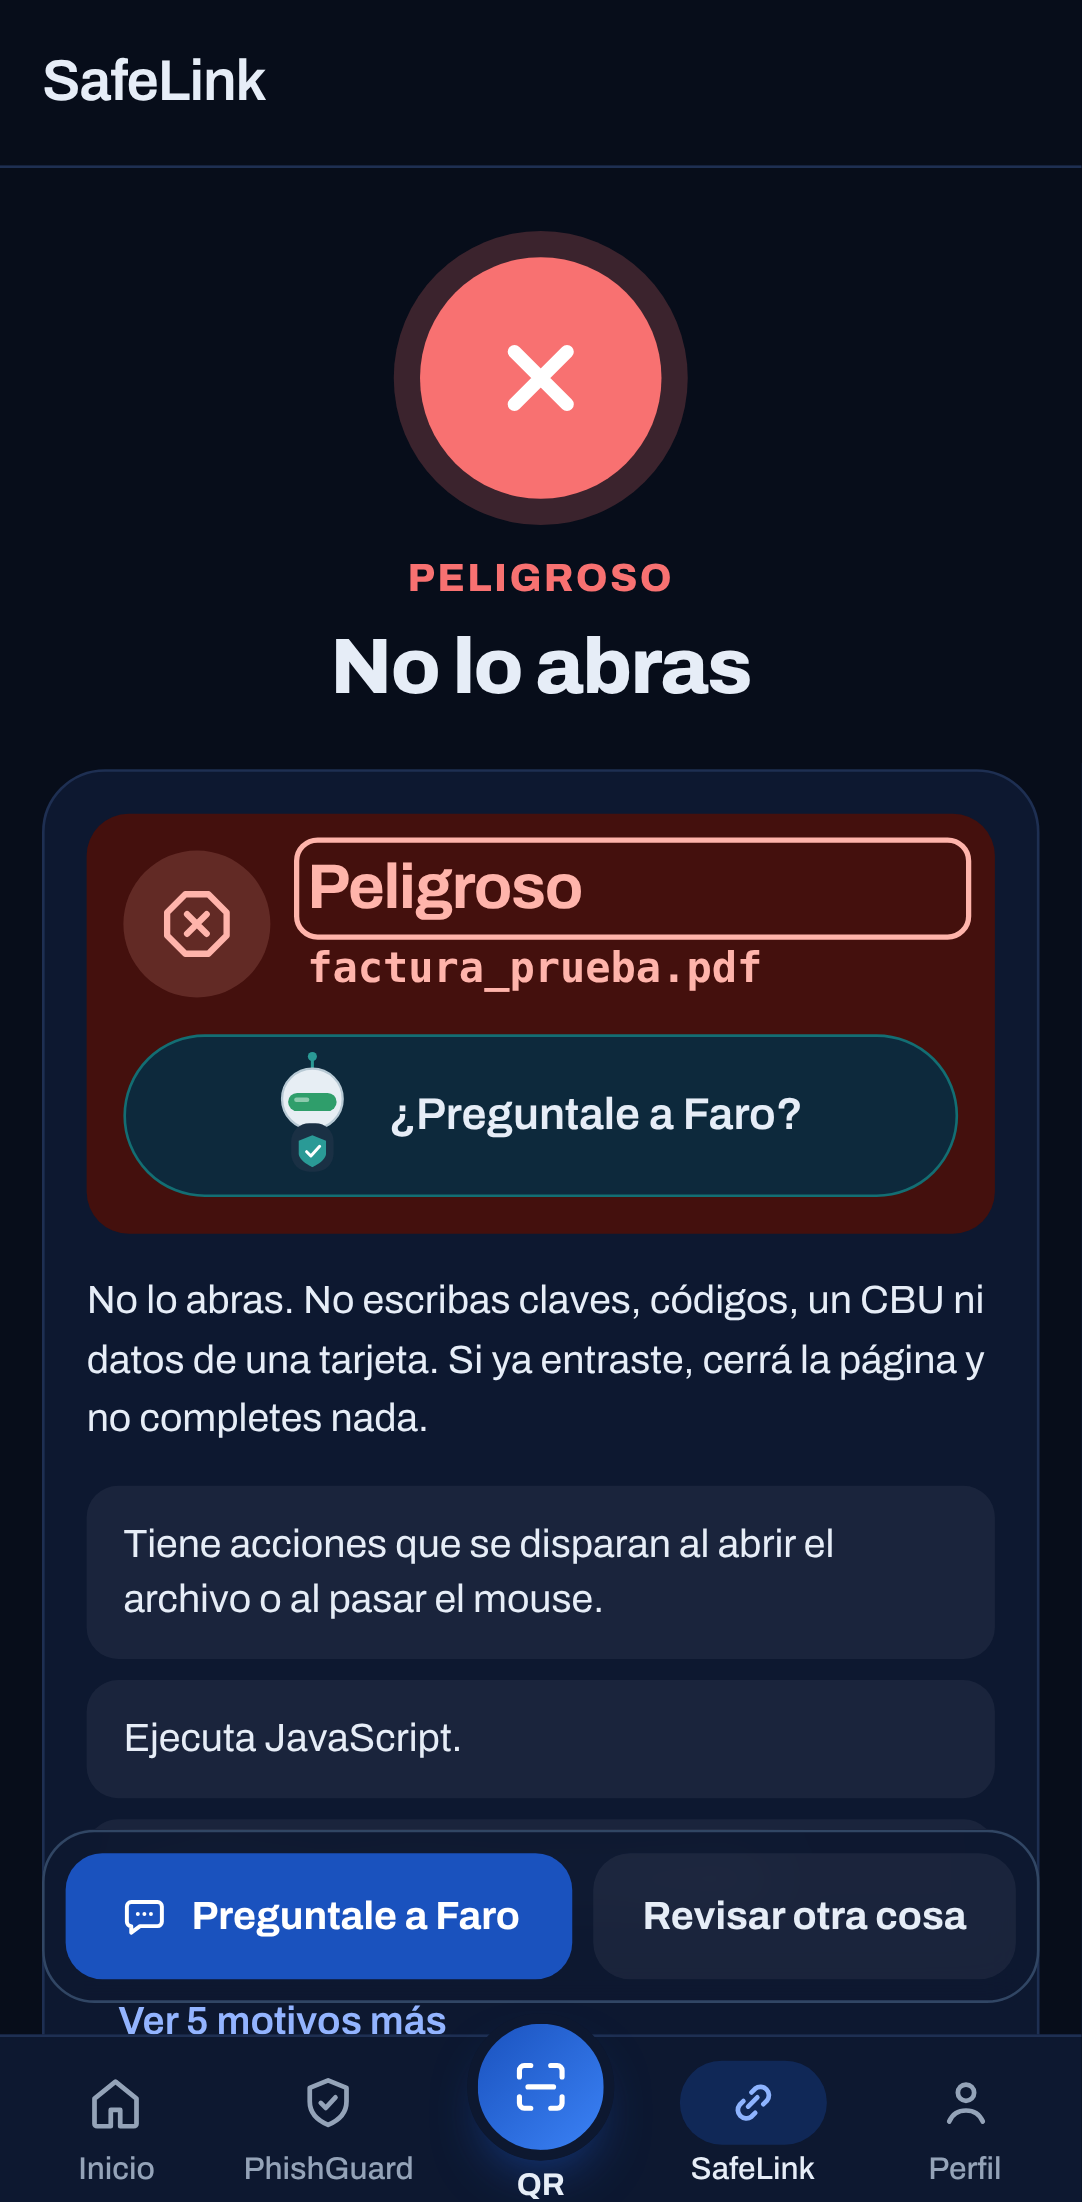 SafeLink
PELIGROSO
No lo abras
Peligroso
factura_prueba.pdf
¿Preguntale a Faro?
No lo abras. No escribas claves, códigos, un CBU ni
datos de una tarjeta. Si ya entraste, cerrá la página y
no completes nada.
Tiene acciones que se disparan al abrir el
archivo o al pasar el mouse.
Ejecuta JavaScript.
Preguntale a Faro
Revisar otra cosa
Ver 5 motivos más
Inicio
PhishGuard
QR
SafeLink
Perfil